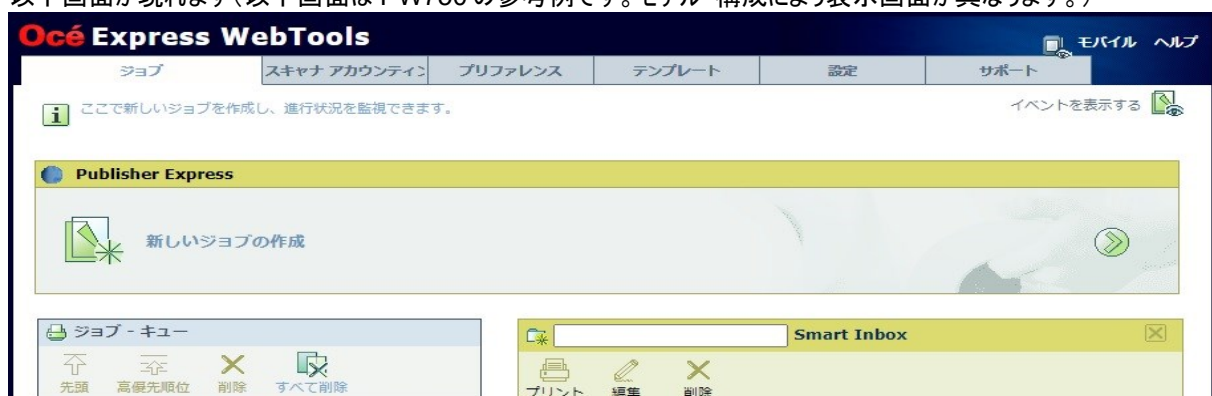 Océ Express WebTools
モバイル ヘルプ
ジョブ スキャナ アカウンティン プリファレンス テンプレート 設定 サポート
ここで新しいジョブを作成し、進行状況を監視できます。
イベントを表示する
Publisher Express
新しいジョブの作成
ジョブ - キュー
Smart Inbox
先頭 高優先順位 削除 すべて削除
プリント 編集 削除